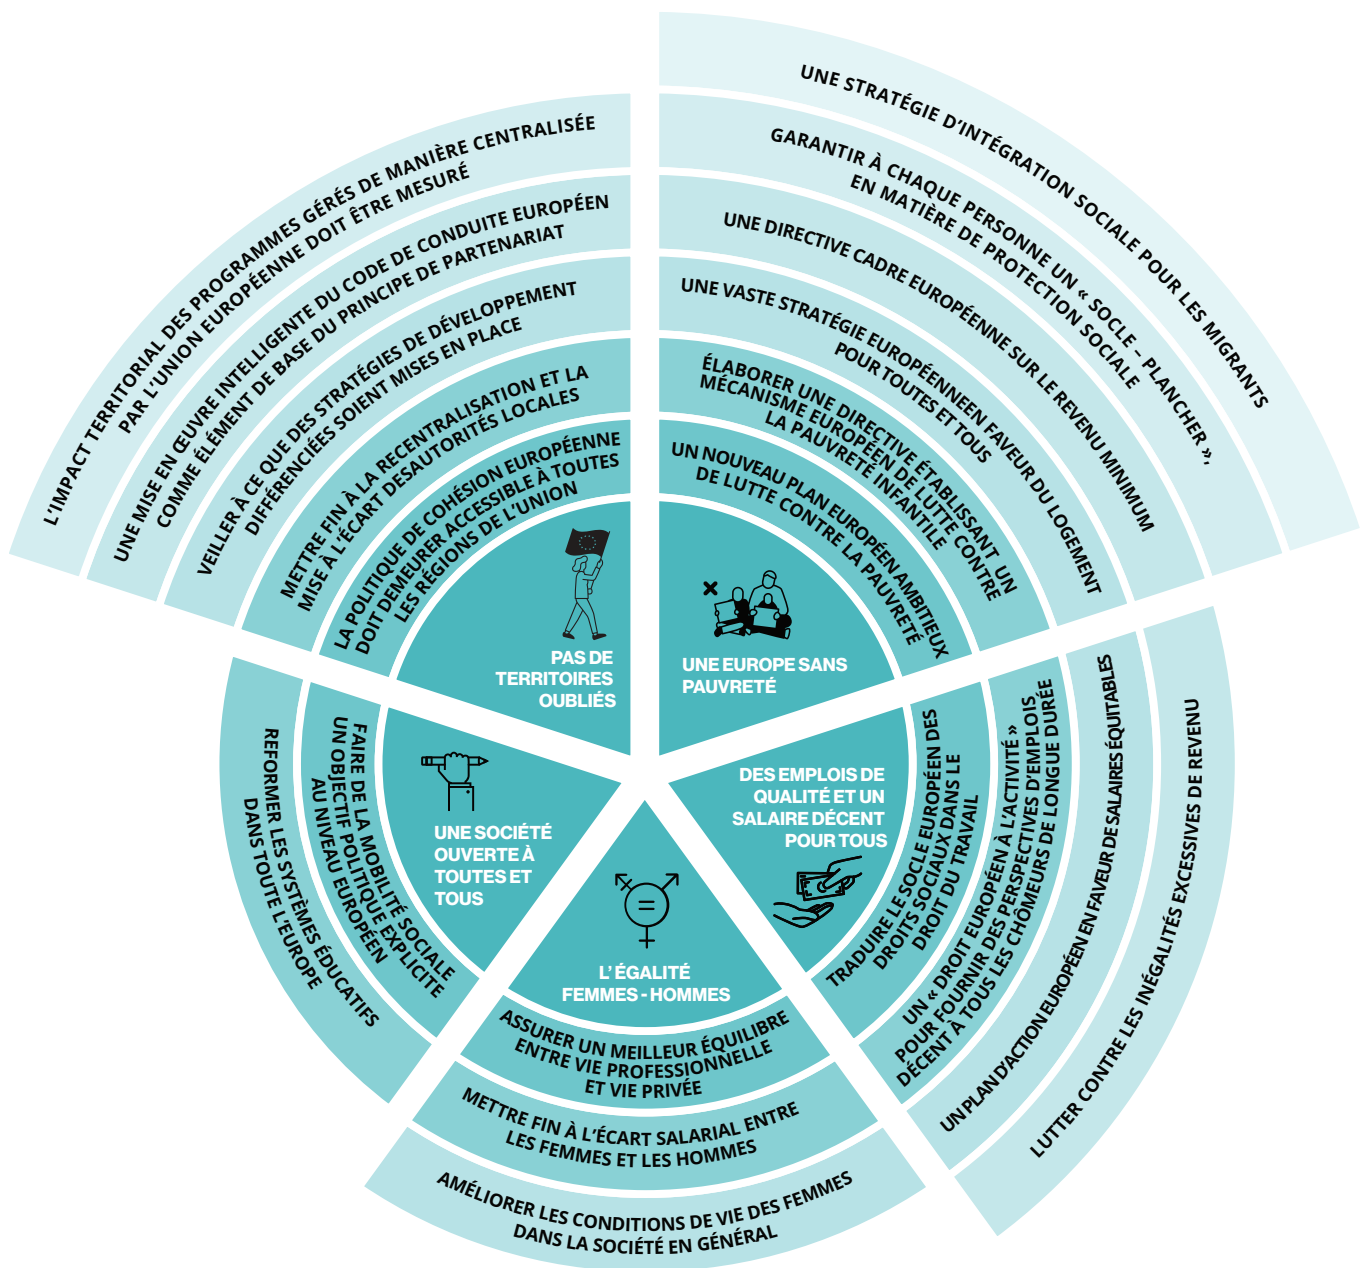 UNE STRATÉGIE D'INTÉGRATION SOCIALE POUR LES MIGRANTS
GARANTIR À CHAQUE PERSONNE UN « SOCLE – PLANCHER »,
EN MATIÈRE DE PROTECTION SOCIALE
UNE DIRECTIVE CADRE EUROPÉENNE SUR LE REVENU MINIMUM
UNE VASTE STRATÉGIE EUROPÉENNEEN FAVEUR DU LOGEMENT
POUR TOUTES ET TOUS
ÉLABORER UNE DIRECTIVE ÉTABLISSANT UN
MÉCANISME EUROPÉEN DE LUTTE CONTRE
LA PAUVRETÉ INFANTILE
UN NOUVEAU PLAN EUROPÉEN AMBITIEUX
DE LUTTE CONTRE LA PAUVRETÉ
UNE EUROPE SANS
PAUVRETÉ
DES EMPLOIS DE
QUALITÉ ET UN
SALAIRE DÉCENT
POUR TOUS
TRADUIRE LE SOCLE EUROPÉEN DES
DROITS SOCIAUX DANS LE
DROIT DU TRAVAIL
UN « DROIT EUROPÉEN À L'ACTIVITÉ »
POUR FOURNIR DES PERSPECTIVES D'EMPLOIS
DÉCENT À TOUS LES CHÔMEURS DE LONGUE DURÉE
UN PLAN D'ACTION EUROPÉEN EN FAVEUR DE SALAIRES ÉQUITABLES
LUTTER CONTRE LES INÉGALITÉS EXCESSIVES DE REVENU
L' ÉGALITÉ
FEMMES - HOMMES
ASSURER UN MEILLEUR ÉQUILIBRE
ENTRE VIE PROFESSIONNELLE
ET VIE PRIVÉE
METTRE FIN À L'ÉCART SALARIAL ENTRE
LES FEMMES ET LES HOMMES
AMÉLIORER LES CONDITIONS DE VIE DES FEMMES
DANS LA SOCIÉTÉ EN GÉNÉRAL
UNE SOCIÉTÉ
OUVERTE À
TOUTES ET
TOUS
FAIRE DE LA MOBILITÉ SOCIALE
UN OBJECTIF POLITIQUE EXPLICITE
AU NIVEAU EUROPÉEN
REFORMER LES SYSTÈMES ÉDUCATIFS
DANS TOUTE L'EUROPE
PAS DE
TERRITOIRES
OUBLIÉS
LA POLITIQUE DE COHÉSION EUROPÉENNE
DOIT DEMEURER ACCESSIBLE À TOUTES
LES RÉGIONS DE L'UNION
METTRE FIN À LA RECENTRALISATION ET LA
MISE À L'ÉCART DESAUTORITÉS LOCALES
VEILLER À CE QUE DES STRATÉGIES DE DÉVELOPPEMENT
DIFFÉRENCIÉES SOIENT MISES EN PLACE
UNE MISE EN ŒUVRE INTELLIGENTE DU CODE DE CONDUITE EUROPÉEN
COMME ÉLÉMENT DE BASE DU PRINCIPE DE PARTENARIAT
L'IMPACT TERRITORIAL DES PROGRAMMES GÉRÉS DE MANIÈRE CENTRALISÉE
PAR L'UNION EUROPÉENNE DOIT ÊTRE MESURÉ